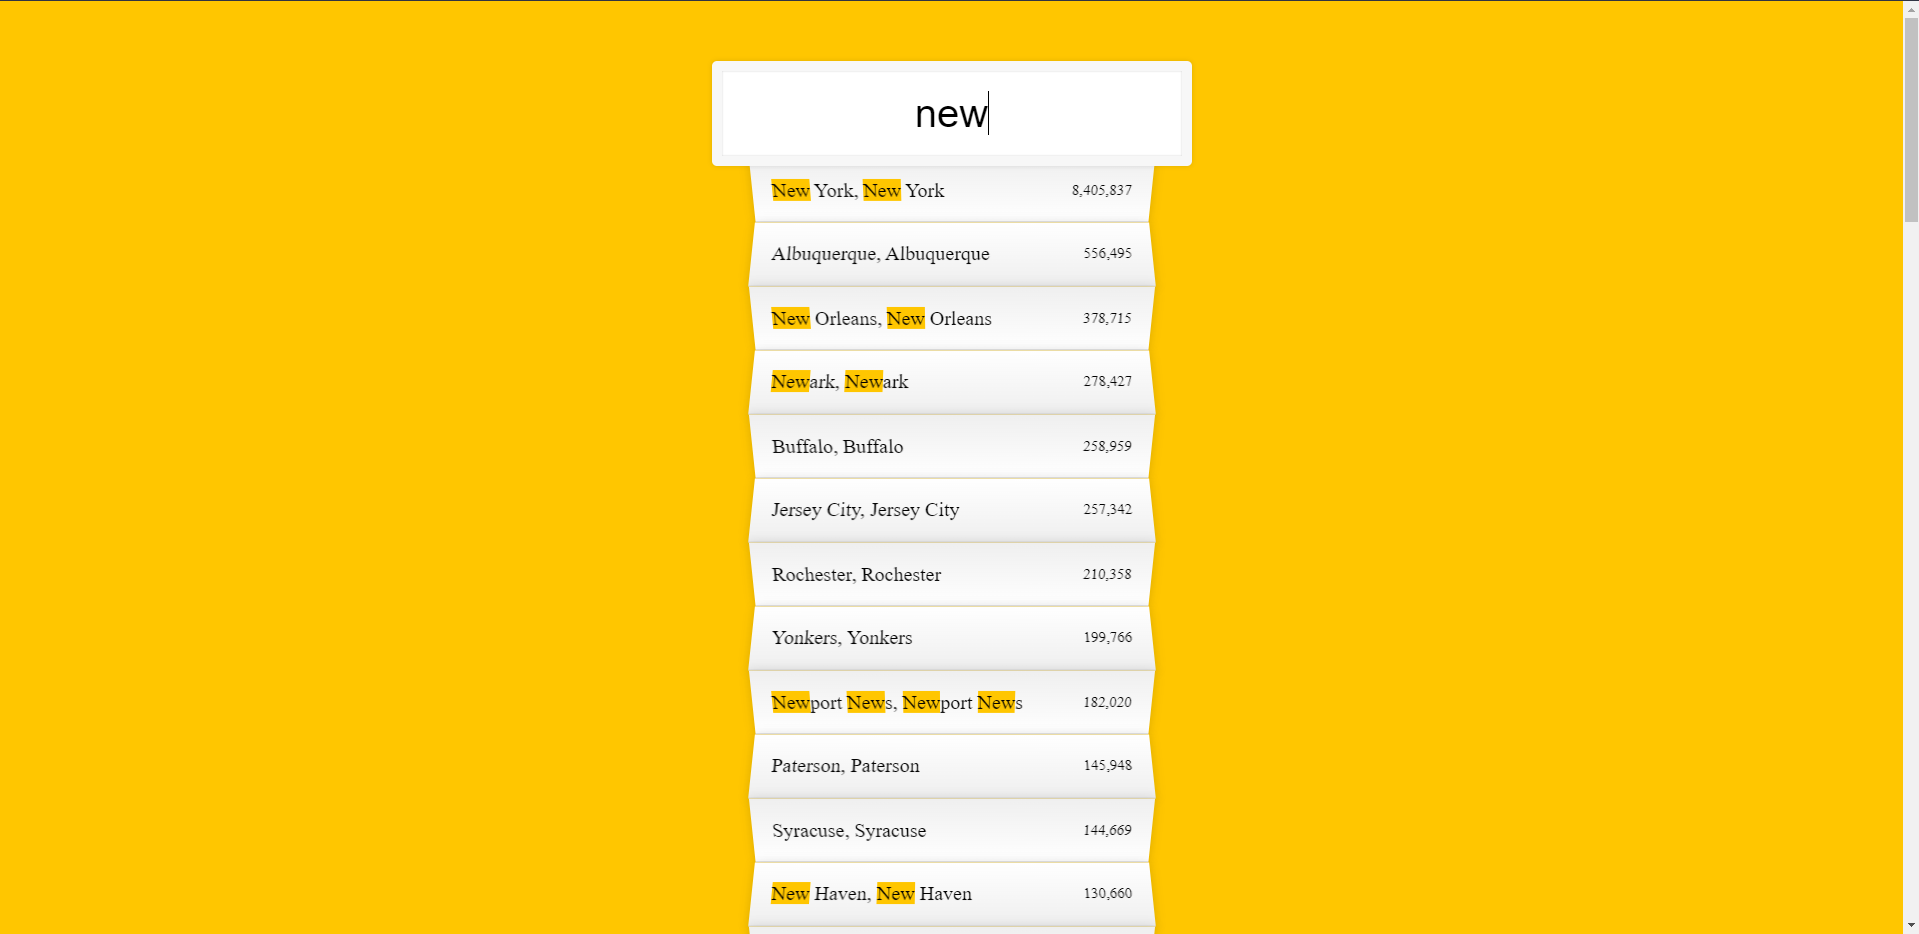 new
New York, New York 8,405,837
Albuquerque, Albuquerque 556,495
New Orleans, New Orleans 378,715
Newark, Newark 278,427
Buffalo, Buffalo 258,959
Jersey City, Jersey City 257,342
Rochester, Rochester 210,358
Yonkers, Yonkers 199,766
Newport News, Newport News 182,020
Paterson, Paterson 145,948
Syracuse, Syracuse 144,669
New Haven, New Haven 130,660